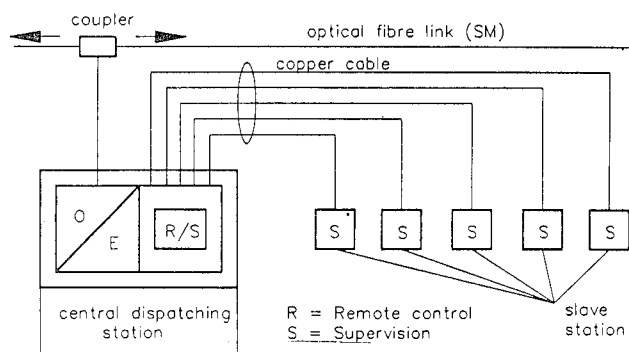 coupler
optical fibre link (SM)
copper cable
O
E
R/S
S
S
S
S
S
central dispatching
station
R = Remote control
S = Supervision
slave
station